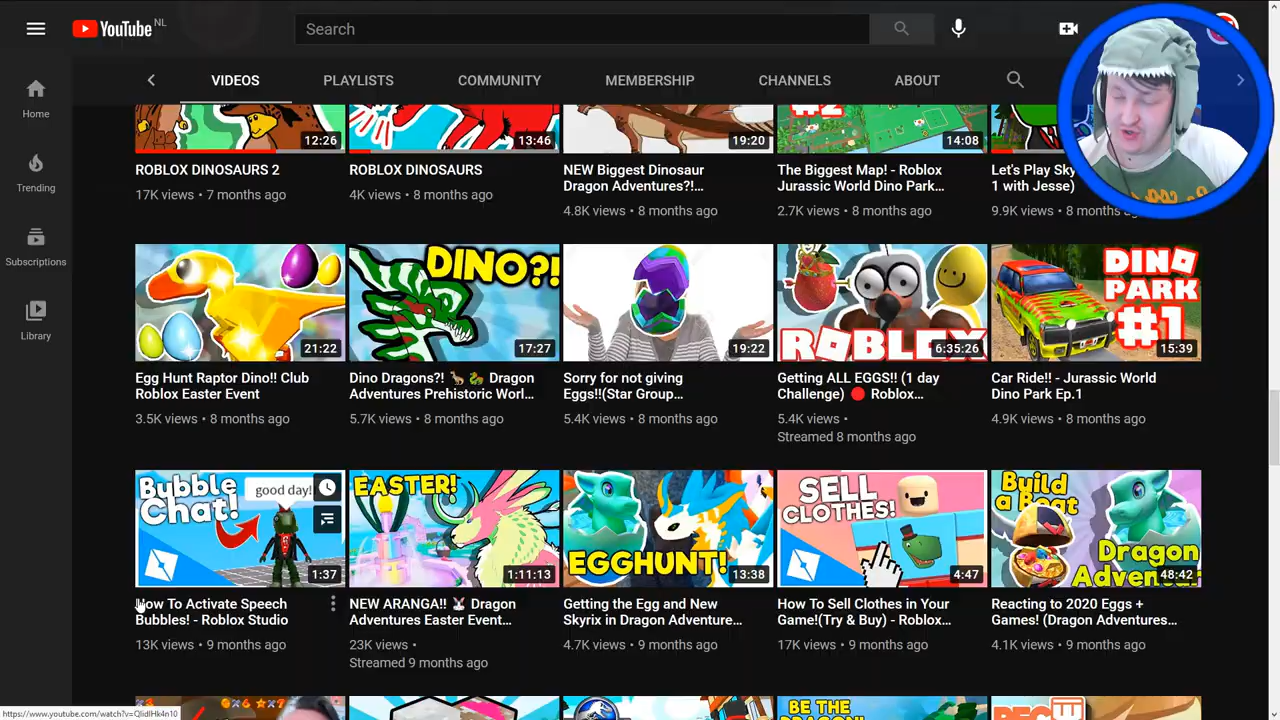 YouTube NL
Search
VIDEOS PLAYLISTS COMMUNITY MEMBERSHIP CHANNELS ABOUT
Home
Trending
Subscriptions
Library
12:26
13:46
#2
19:20
14:08
ROBLOX DINOSAURS 2
17K views • 7 months ago
ROBLOX DINOSAURS
4K views • 8 months ago
NEW Biggest Dinosaur
Dragon Adventures?!...
4.8K views • 8 months ago
The Biggest Map! - Roblox
Jurassic World Dino Park...
2.7K views • 8 months ago
Let's Play Sky
1 with Jesse)
9.9K views • 8 months ago
21:22
DINO?!
17:27
19:22
ROBLOX
6:35:26
DINO
PARK
#1
15:39
Egg Hunt Raptor Dino!! Club
Roblox Easter Event
3.5K views • 8 months ago
Dino Dragons?! 🦕 🐉 Dragon
Adventures Prehistoric Worl...
5.7K views • 8 months ago
Sorry for not giving
Eggs!!(Star Group...
5.4K views • 8 months ago
Getting ALL EGGS!! (1 day
Challenge) 🔴 Roblox...
5.4K views •
Streamed 8 months ago
Car Ride!! - Jurassic World
Dino Park Ep.1
4.9K views • 8 months ago
Bubble
Chat!
good day!
1:37
EASTER!
1:11:13
EGGHUNT!
13:38
SELL
CLOTHES!
4:47
Build
a Boat
Dragon
48:42
How To Activate Speech
Bubbles! - Roblox Studio
13K views • 9 months ago
NEW ARANGA!! 🐰 Dragon
Adventures Easter Event...
23K views •
Streamed 9 months ago
Getting the Egg and New
Skyrix in Dragon Adventure...
4.7K views • 9 months ago
How To Sell Clothes in Your
Game!(Try & Buy) - Roblox...
17K views • 9 months ago
Reacting to 2020 Eggs +
Games! (Dragon Adventures...
4.1K views • 9 months ago
BE THE
https://www.youtube.com/watch?v=QlidlHk4n10